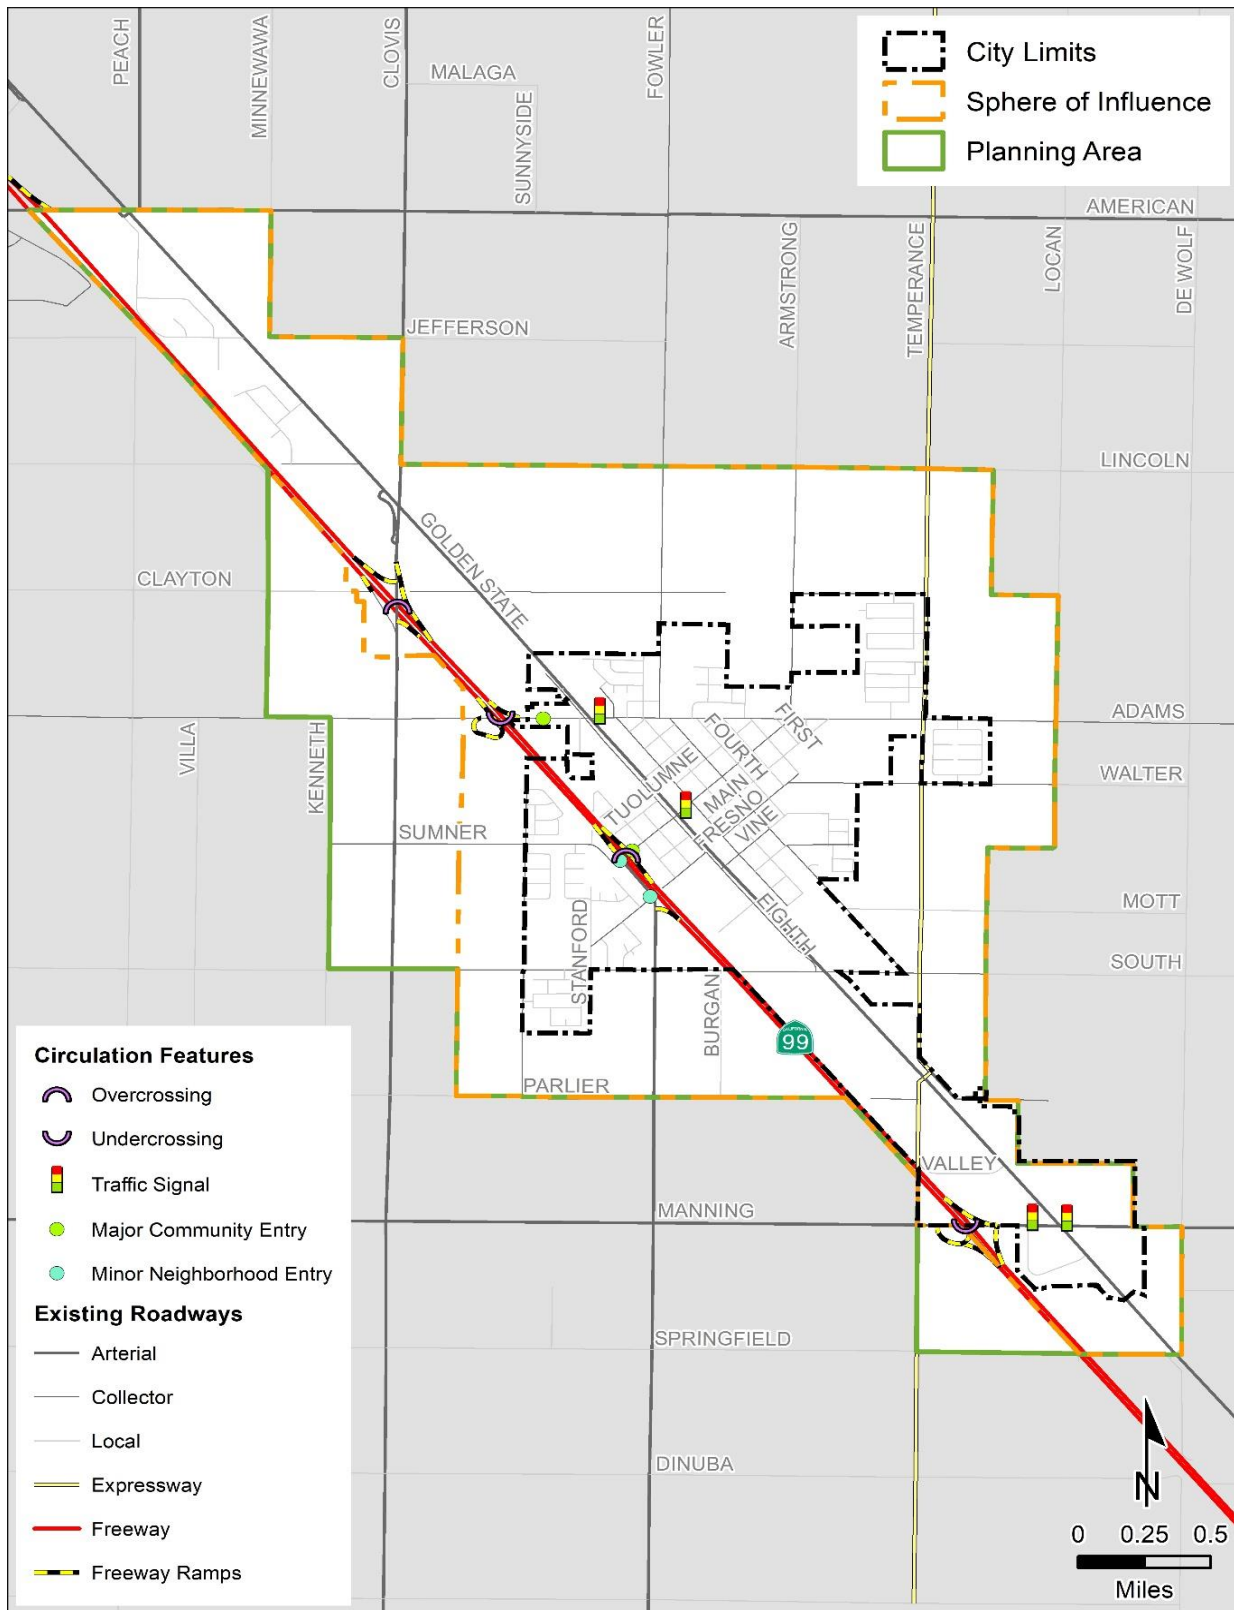 PEACH
MINNEWAWA
CLOVIS
MALAGA
SUNNYSIDE
FOWLER
City Limits
Sphere of Influence
Planning Area
AMERICAN
ARMSTRONG
TEMPERANCE
LOCAN
DE WOLF
JEFFERSON
LINCOLN
GOLDEN STATE
CLAYTON
ADAMS
FIRST
FOURTH
VILLA
KENNETH
TUOLUMNE
MAIN
WALTER
FRESNO
VINE
SUMNER
MOTT
EIGHTH
STANFORD
SOUTH
BURGAN
CALIFORNIA
99
PARLIER
VALLEY
MANNING
SPRINGFIELD
DINUBA
Circulation Features
Overcrossing
Undercrossing
Traffic Signal
Major Community Entry
Minor Neighborhood Entry
Existing Roadways
Arterial
Collector
Local
Expressway
Freeway
Freeway Ramps
N
0 0.25 0.5
Miles